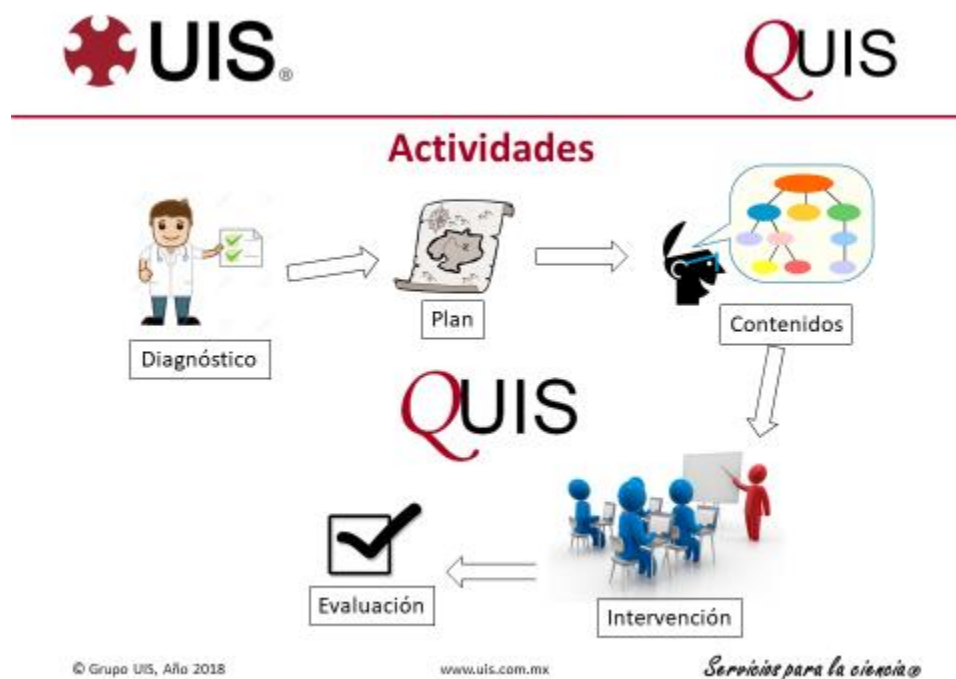 UIS®
QUIS
Actividades
Diagnóstico
Plan
Contenidos
QUIS
Evaluación
Intervención
© Grupo UIS, Año 2018
www.uis.com.mx
Servicios para la ciencia®